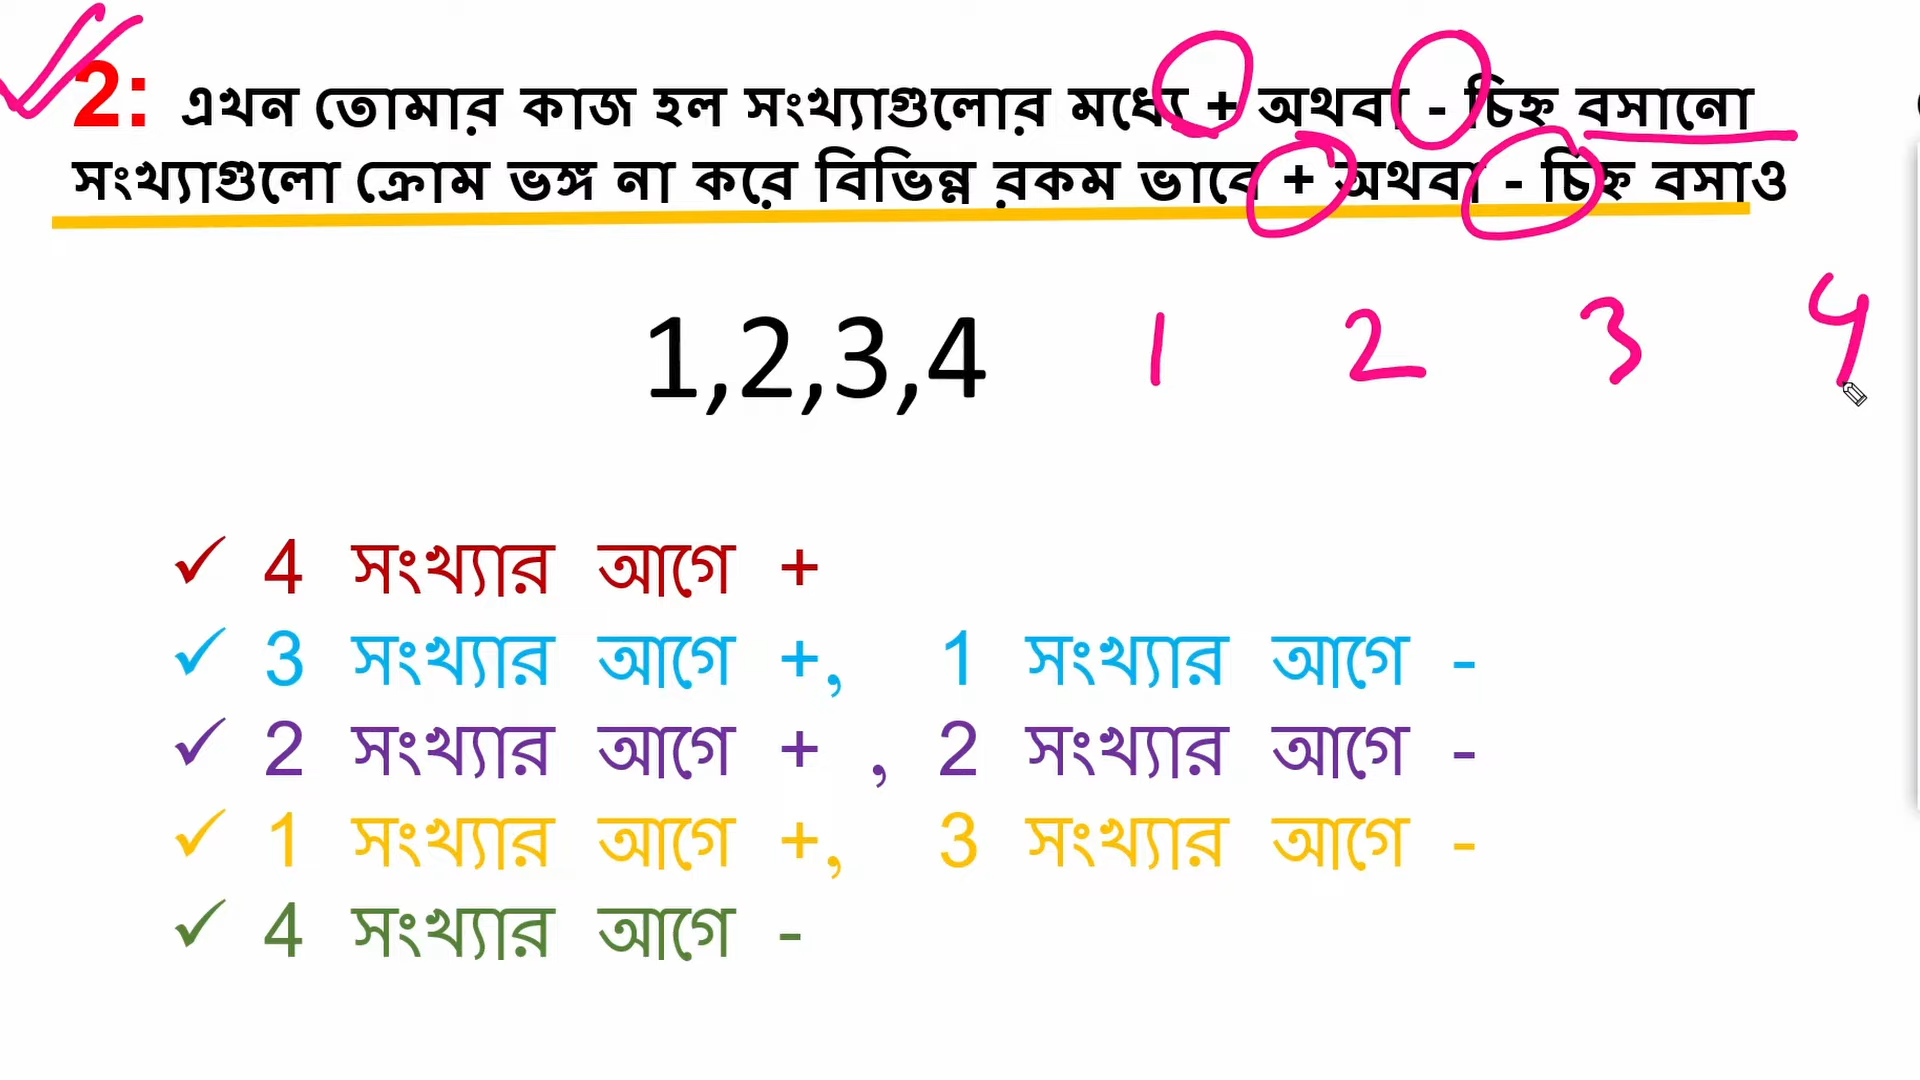 2: এখন তোমার কাজ হল সংখ্যাগুলোর মধ্যে + অথবা - চিহ্ন বসানো
সংখ্যাগুলো ক্রোম ভঙ্গ না করে বিভিন্ন রকম ভাবে + অথবা - চিহ্ন বসাও
1,2,3,4 1 2 3 4
✓ 4 সংখ্যার আগে +
✓ 3 সংখ্যার আগে +, 1 সংখ্যার আগে -
✓ 2 সংখ্যার আগে + , 2 সংখ্যার আগে -
✓ 1 সংখ্যার আগে +, 3 সংখ্যার আগে -
✓ 4 সংখ্যার আগে -